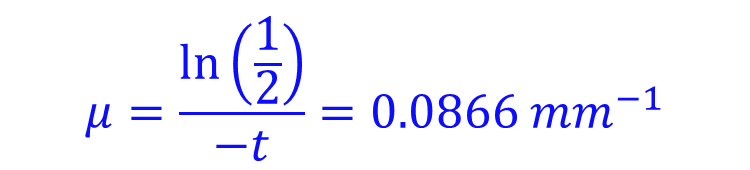 μ = ln(1/2)/−t = 0.0866 mm⁻¹